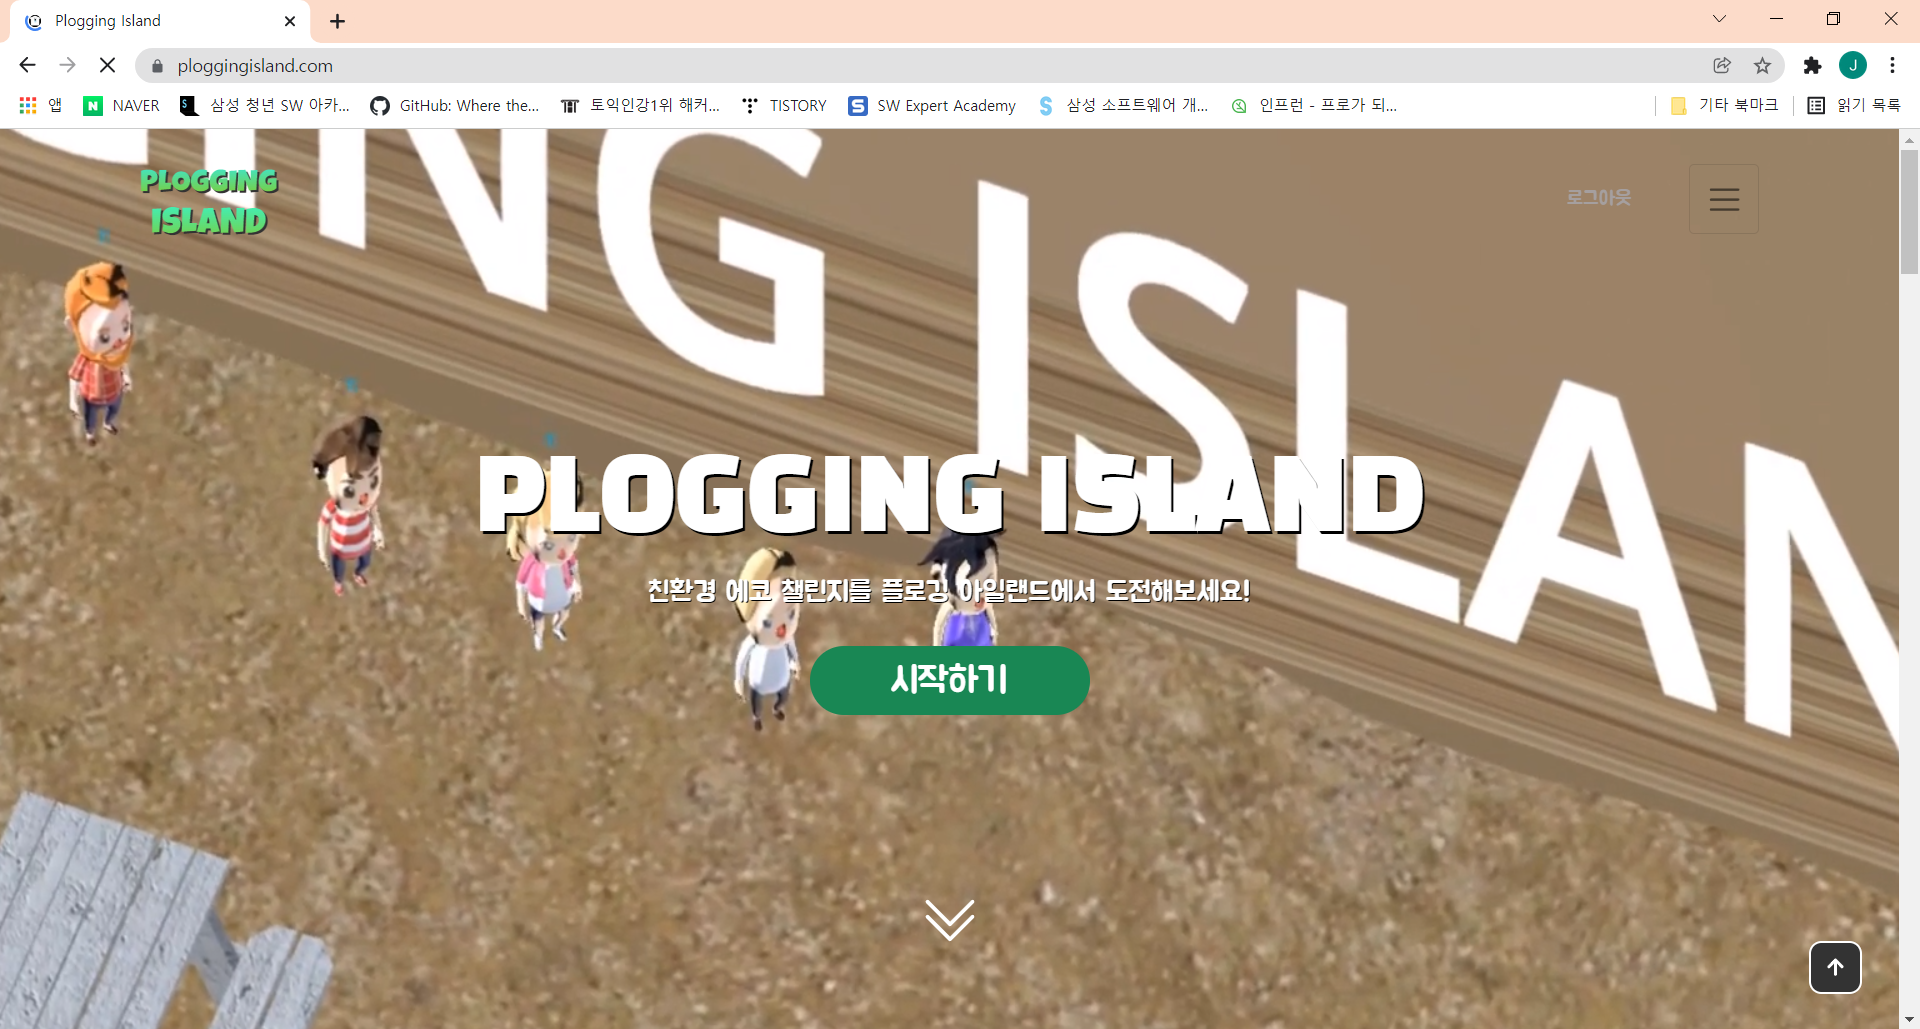 Plogging Island
ploggingisland.com
J
앱
NAVER
삼성 청년 SW 아카...
GitHub: Where the...
토익인강1위 해커...
TISTORY
SW Expert Academy
삼성 소프트웨어 개...
인프런 - 프로가 되...
기타 북마크
읽기 목록
GING ISLAN
PLOGGING
ISLAND
로그아웃
PLOGGING ISLAND
친환경 에코 챌린지를 플로깅 아일랜드에서 도전해보세요!
시작하기